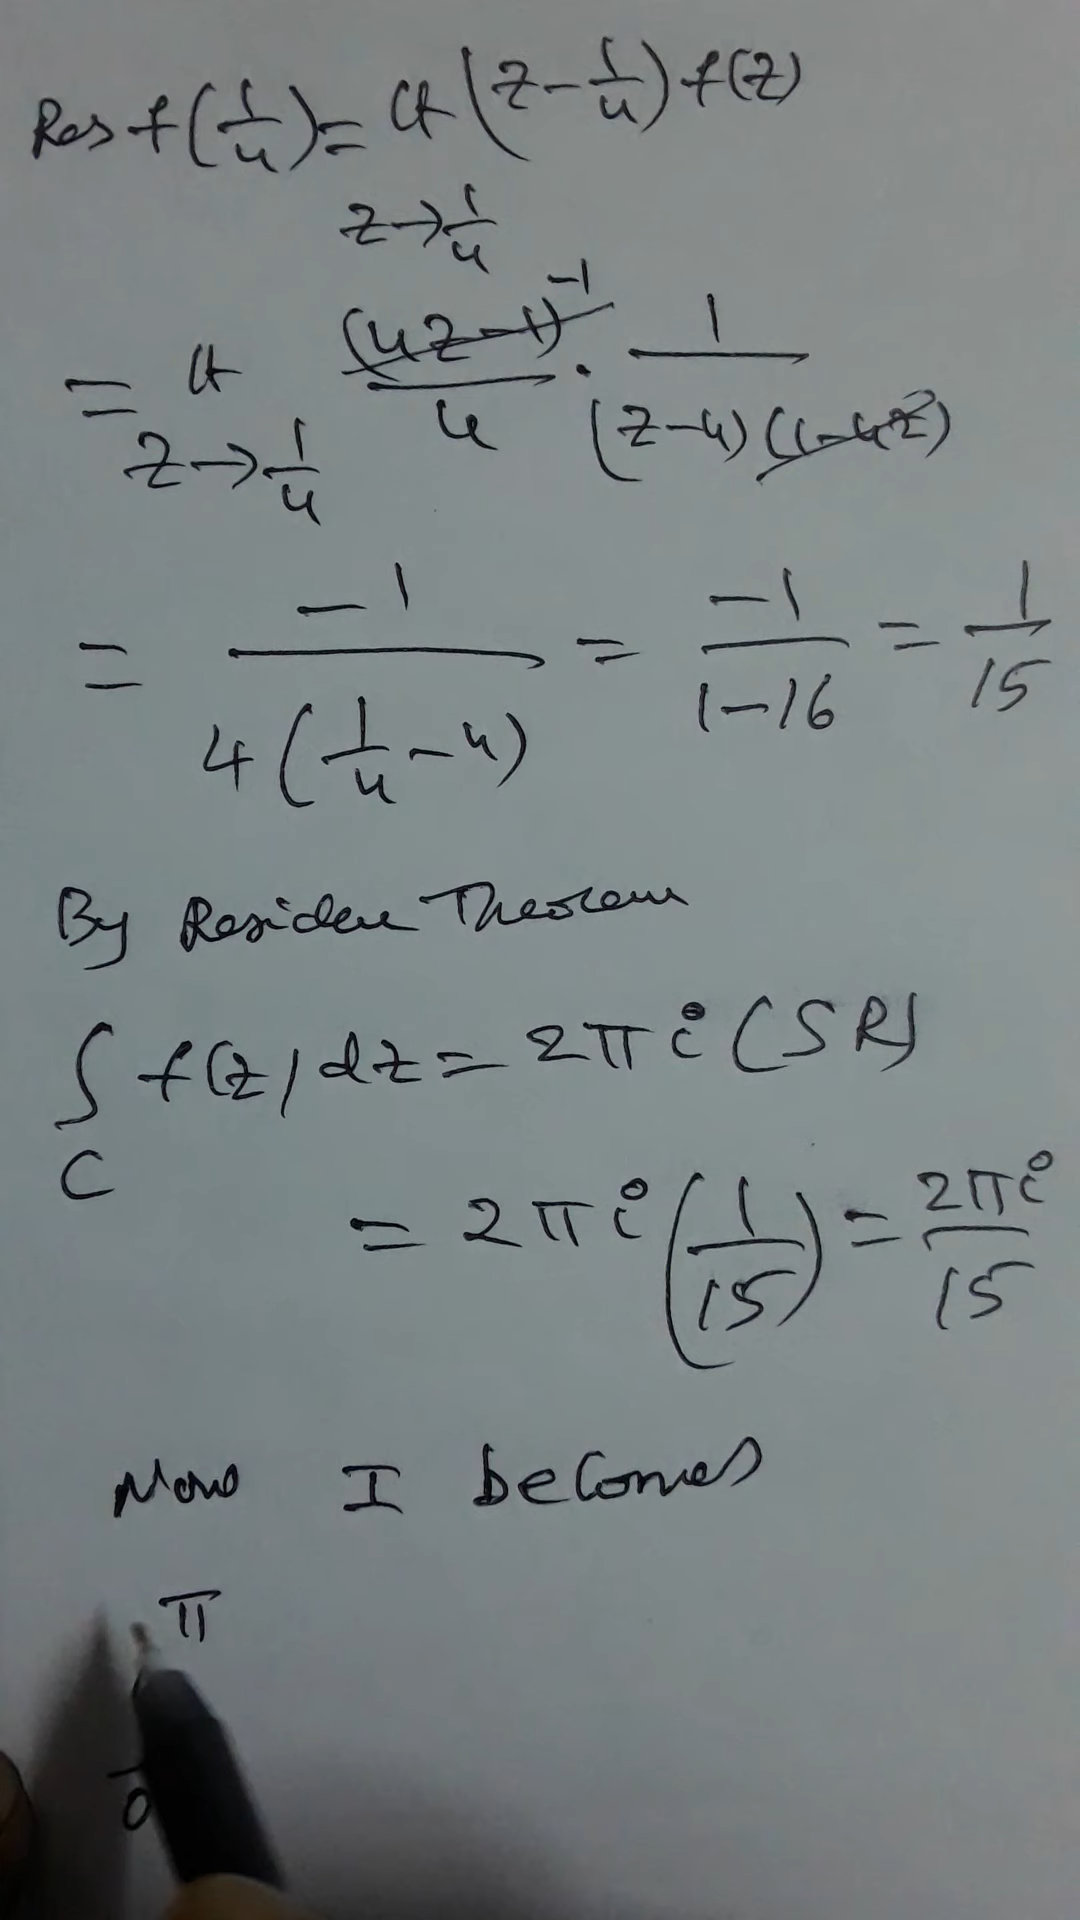 Res f(1/4) = lt (z - 1/4) f(z)
z→1/4
= lt z→1/4 (4z-1)^-1/4 · 1/((z-4)(1-4z))
= -1/(4(1/4 - 4)) = -1/(1-16) = 1/15
By Residue Theorem
∫ f(z) dz = 2πi (SR)
C
= 2πi (1/15) = 2πi/15
Now I becomes
π
0